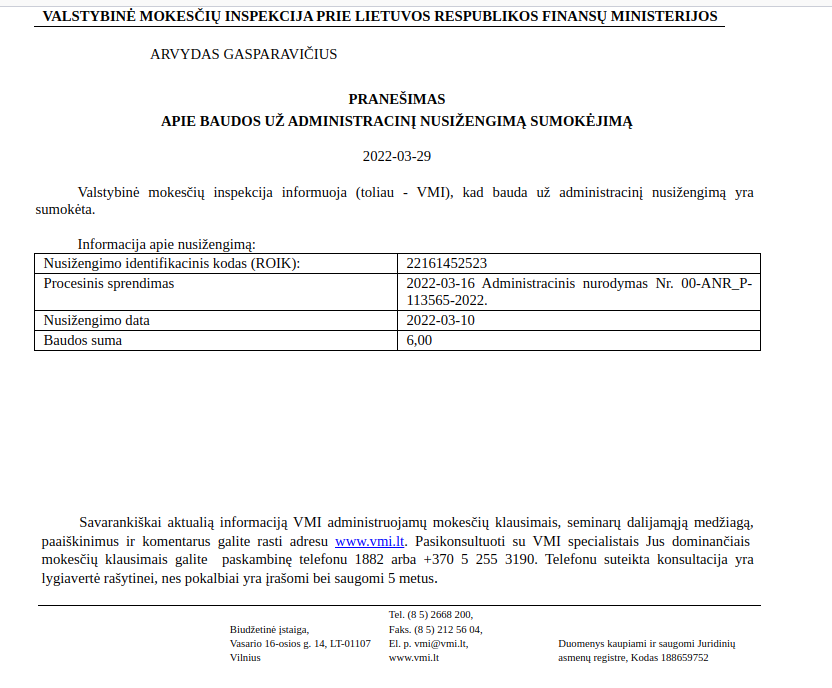 VALSTYBINĖ MOKESČIŲ INSPEKCIJA PRIE LIETUVOS RESPUBLIKOS FINANSŲ MINISTERIJOS
ARVYDAS GASPARAVIČIUS
PRANEŠIMAS
APIE BAUDOS UŽ ADMINISTRACINĮ NUSIŽENGIMĄ SUMOKĖJIMĄ
2022-03-29
Valstybinė mokesčių inspekcija informuoja (toliau - VMI), kad bauda už administracinį nusižengimą yra
sumokėta.
Informacija apie nusižengimą:
Nusižengimo identifikacinis kodas (ROIK): 22161452523
Procesinis sprendimas 2022-03-16 Administracinis nurodymas Nr. 00-ANR_P-
113565-2022.
Nusižengimo data 2022-03-10
Baudos suma 6,00
Savarankiškai aktualią informaciją VMI administruojamų mokesčių klausimais, seminarų dalijamąją medžiagą,
paaiškinimus ir komentarus galite rasti adresu www.vmi.lt. Pasikonsultuoti su VMI specialistais Jus dominančiais
mokesčių klausimais galite paskambinę telefonu 1882 arba +370 5 255 3190. Telefonu suteikta konsultacija yra
lygiavertė rašytinei, nes pokalbiai yra įrašomi bei saugomi 5 metus.
Biudžetinė įstaiga,
Vasario 16-osios g. 14, LT-01107
Vilnius
Tel. (8 5) 2668 200,
Faks. (8 5) 212 56 04,
El. p. vmi@vmi.lt,
www.vmi.lt
Duomenys kaupiami ir saugomi Juridinių
asmenų registre, Kodas 188659752